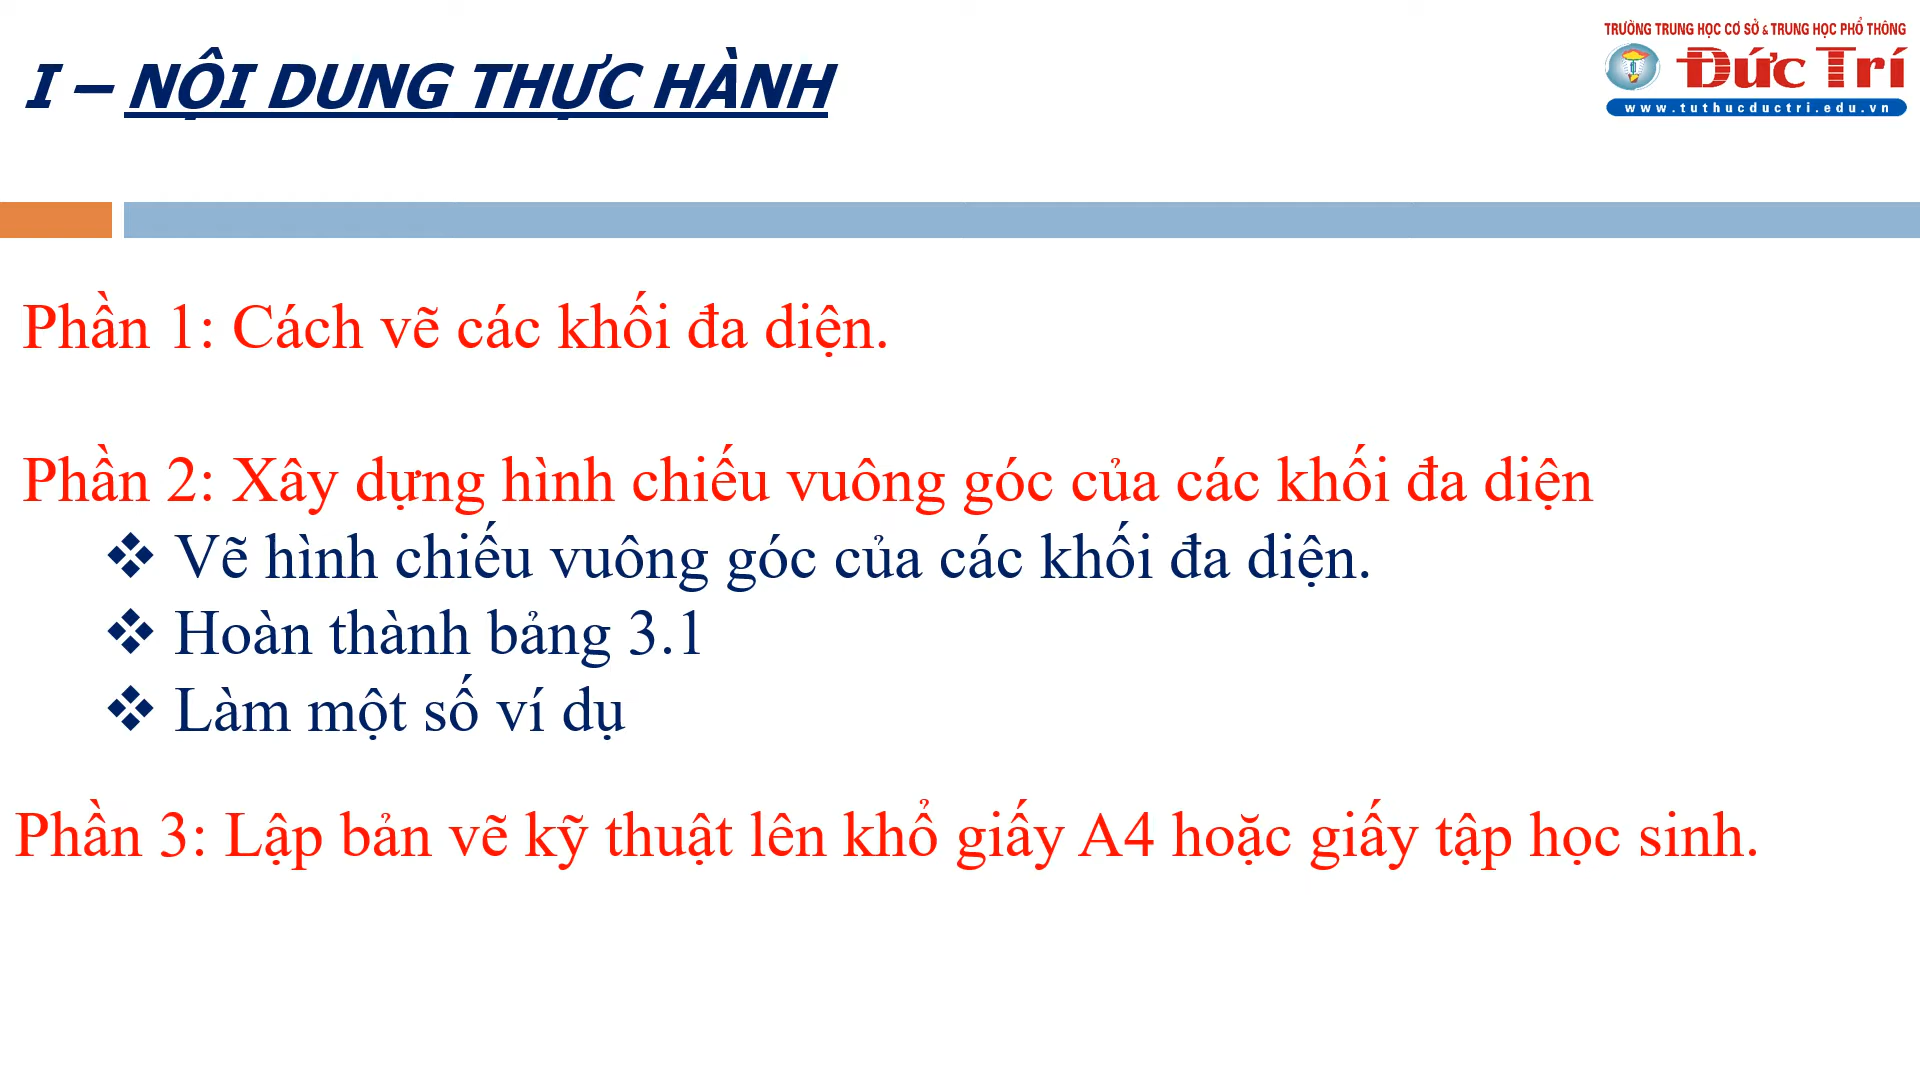 I – NỘI DUNG THỰC HÀNH
TRƯỜNG TRUNG HỌC CƠ SỞ & TRUNG HỌC PHỔ THÔNG
Đức Trí
www.tuthucductri.edu.vn
Phần 1: Cách vẽ các khối đa diện.
Phần 2: Xây dựng hình chiếu vuông góc của các khối đa diện
❖ Vẽ hình chiếu vuông góc của các khối đa diện.
❖ Hoàn thành bảng 3.1
❖ Làm một số ví dụ
Phần 3: Lập bản vẽ kỹ thuật lên khổ giấy A4 hoặc giấy tập học sinh.